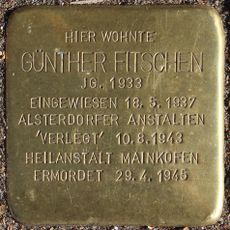 HIER WOHNTE
GÜNTHER FITSCHEN
JG. 1933
EINGEWIESEN 18. 5. 1937
ALSTERDORFER ANSTALTEN
'VERLEGT' 10. 8. 1943
HEILANSTALT MAINKOFEN
ERMORDET 29. 4. 1945